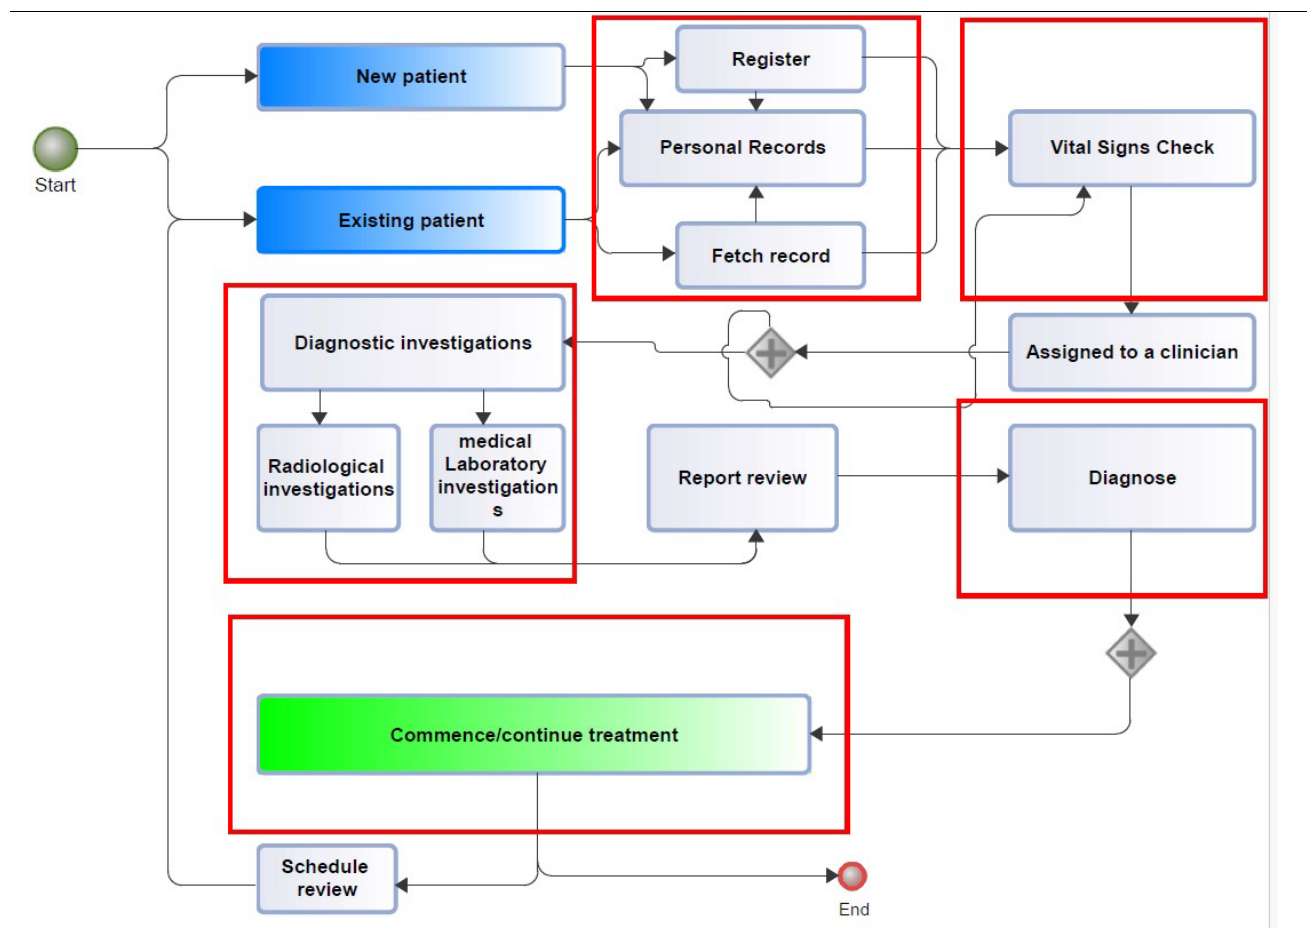 Start
New patient
Existing patient
Register
Personal Records
Fetch record
Vital Signs Check
Diagnostic investigations
Assigned to a clinician
Radiological
investigations
medical
Laboratory
investigation
s
Report review
Diagnose
Commence/continue treatment
Schedule
review
End